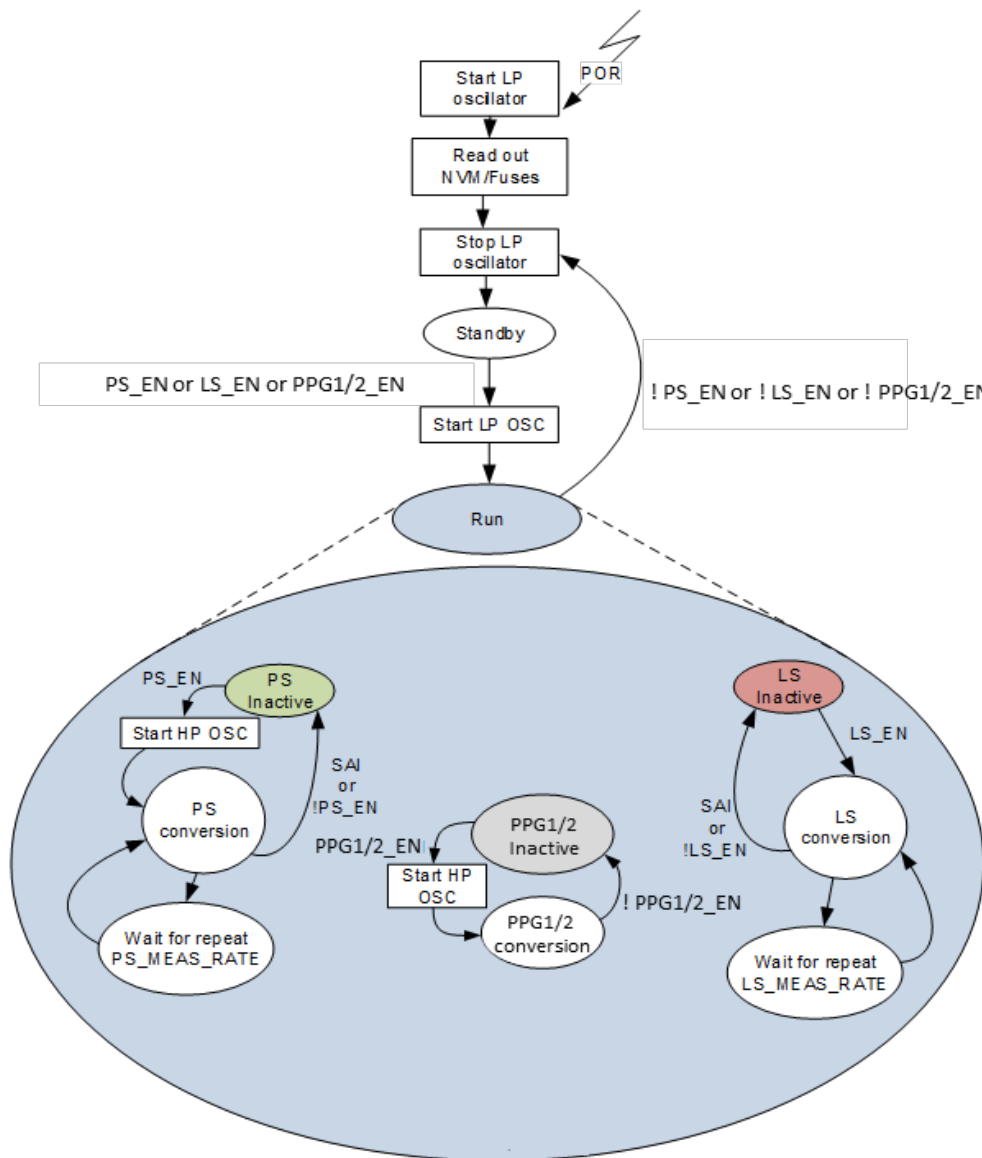 POR
Start LP
oscillator
Read out
NVM/Fuses
Stop LP
oscillator
Standby
PS_EN or LS_EN or PPG1/2_EN
! PS_EN or ! LS_EN or ! PPG1/2_EN
Start LP OSC
Run
PS_EN
PS
Inactive
Start HP OSC
SAI
or
!PS_EN
PS
conversion
Wait for repeat
PS_MEAS_RATE
PPG1/2_EN
PPG1/2
Inactive
Start HP
OSC
! PPG1/2_EN
PPG1/2
conversion
LS
Inactive
LS_EN
SAI
or
!LS_EN
LS
conversion
Wait for repeat
LS_MEAS_RATE